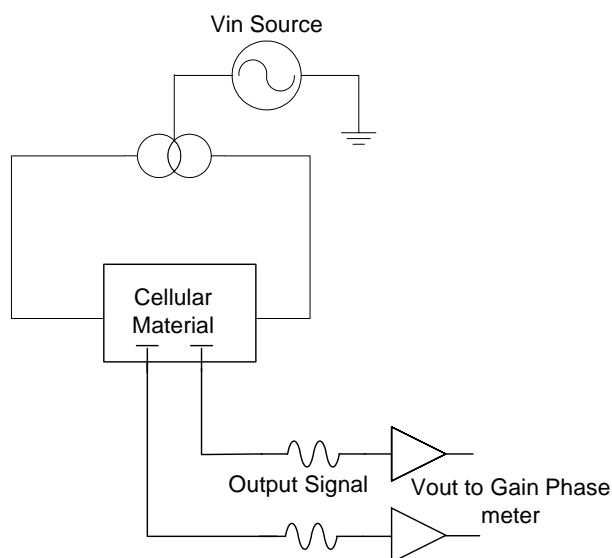 Vin Source
Cellular
Material
Output Signal
Vout to Gain Phase
meter